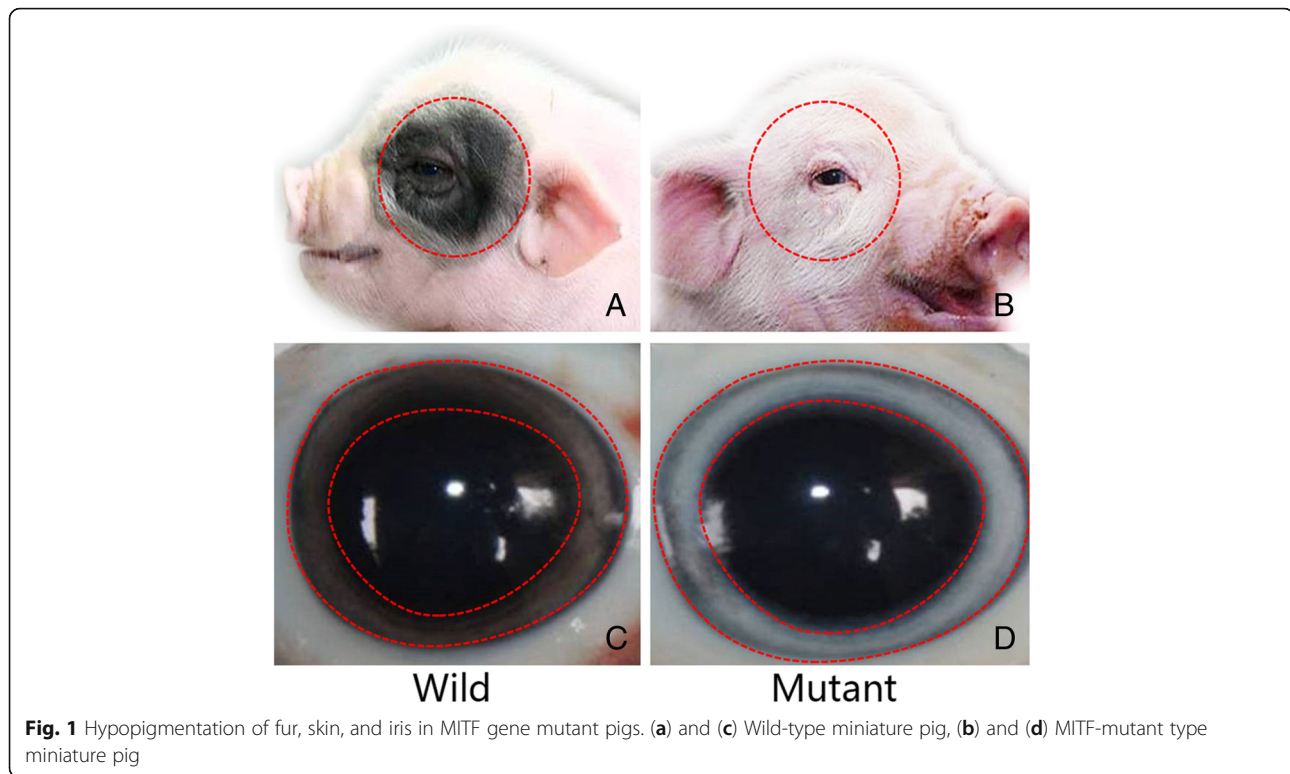 A
B
C
D
Wild
Mutant
Fig. 1 Hypopigmentation of fur, skin, and iris in MITF gene mutant pigs. (a) and (c) Wild-type miniature pig, (b) and (d) MITF-mutant type
miniature pig